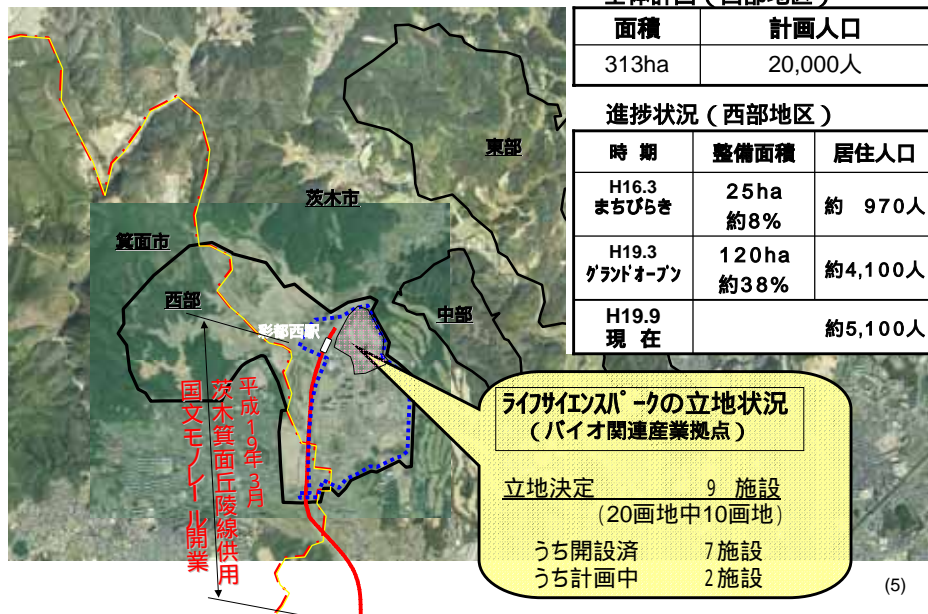 全体計画（西部地区）
面積 計画人口
313ha 20,000人
進捗状況（西部地区）
時 期 整備面積 居住人口
H16.3
まちびらき
25ha
約8%
約 970人
H19.3
グランドオープン
120ha
約38%
約4,100人
H19.9
現 在
約5,100人
東部
茨木市
箕面市
西部
中部
彩都西駅
平成19年3月
茨木箕面丘陵線供用
国文モノレール開業
ライフサイエンスパークの立地状況
（バイオ関連産業拠点）
立地決定 9 施設
(20画地中10画地)
うち開設済 7施設
うち計画中 2施設
(5)